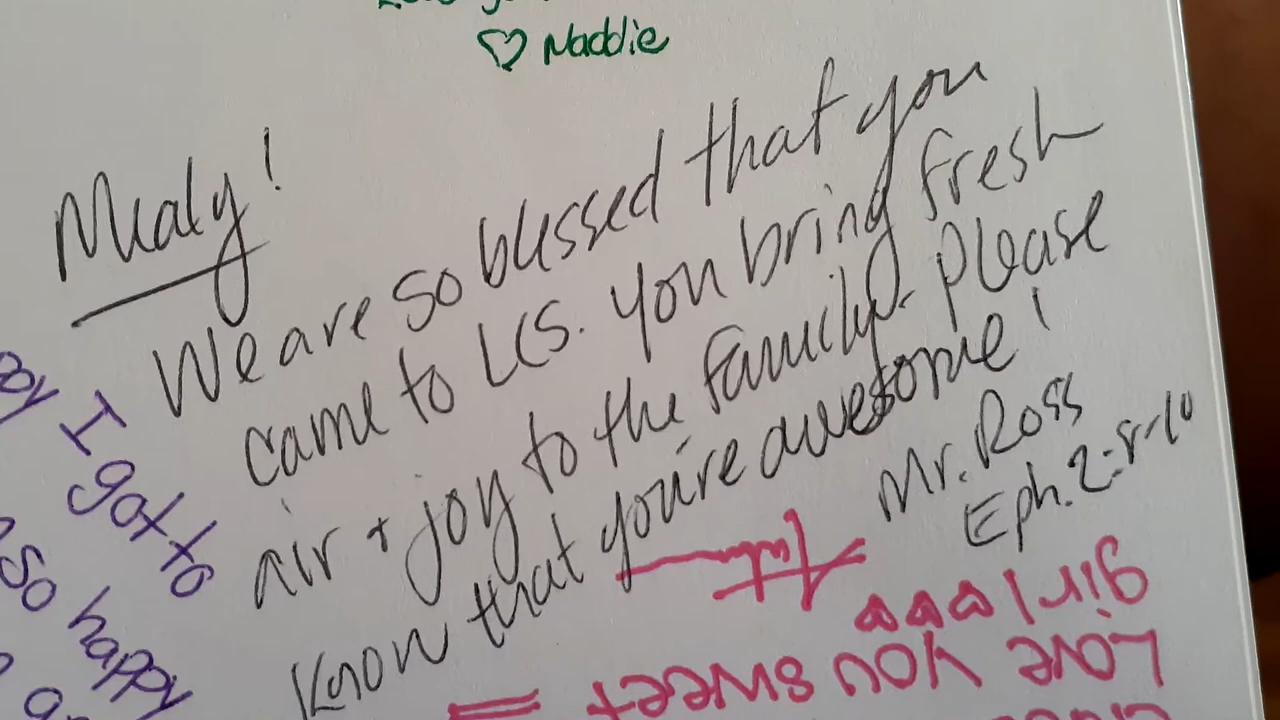 ♡ Maddie
Mcaly!
We are so blessed that you
came to LCS. You bring fresh
air + joy to the family. Please
know that you're awesome!
Mr. Ross
Eph. 2:8-10
I got to
so happy
Love you sweet
girl